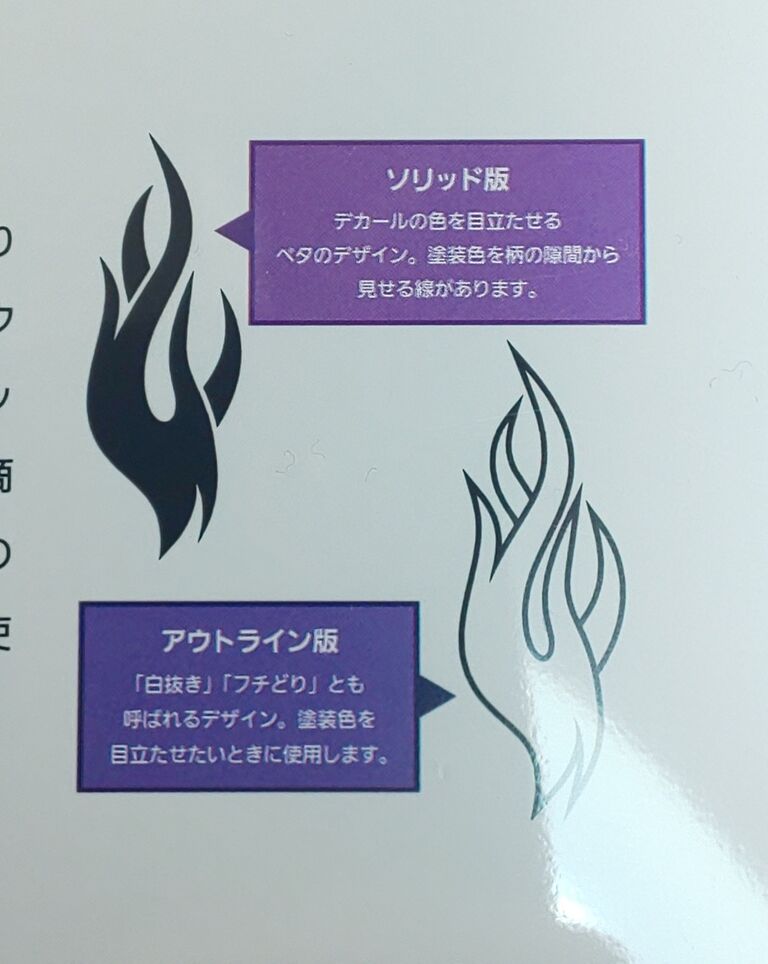 ソリッド版
デカールの色を目立たせる
ベタのデザイン。塗装色を柄の隙間から
見せる線があります。
アウトライン版
「白抜き」「フチどり」とも
呼ばれるデザイン。塗装色を
目立たせたいときに使用します。